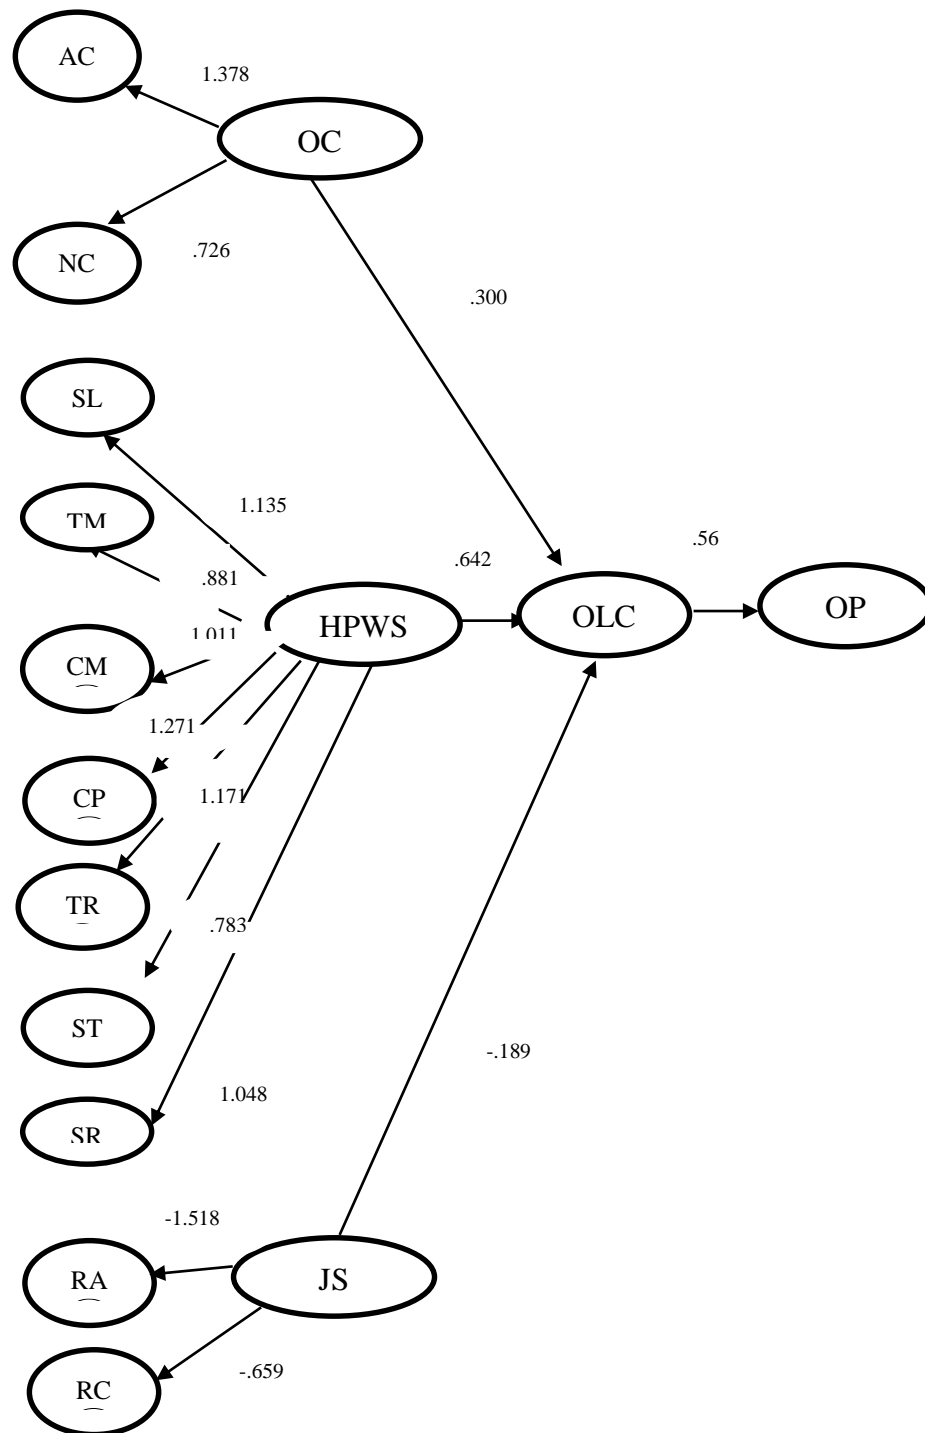 AC
1.378
OC
NC
.726
.300
SL
1.135
TM
.56
.642
.881
HPWS
OLC
OP
1.011
CM
1.271
CP
1.171
TR
.783
ST
-.189
1.048
SR
-1.518
RA
JS
-.659
RC